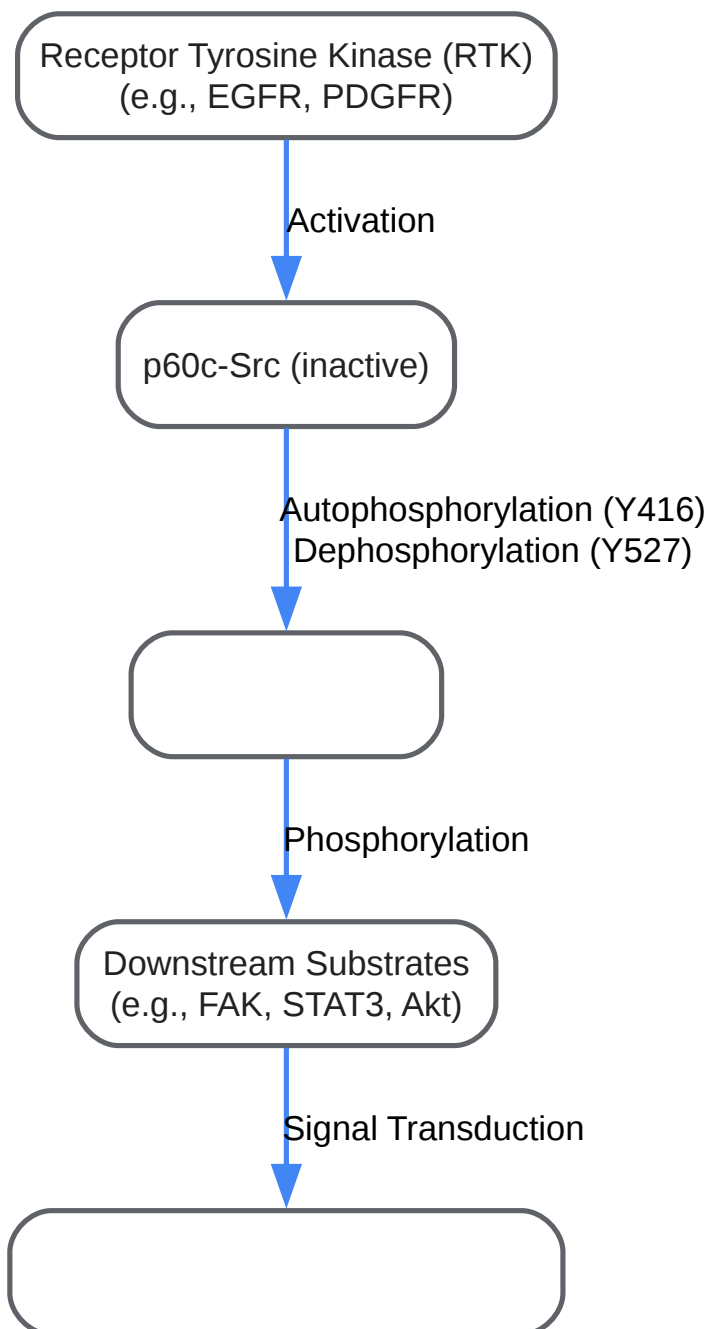 Receptor Tyrosine Kinase (RTK)
(e.g., EGFR, PDGFR)
Activation
p60c-Src (inactive)
Autophosphorylation (Y416)
Dephosphorylation (Y527)
Phosphorylation
Downstream Substrates
(e.g., FAK, STAT3, Akt)
Signal Transduction